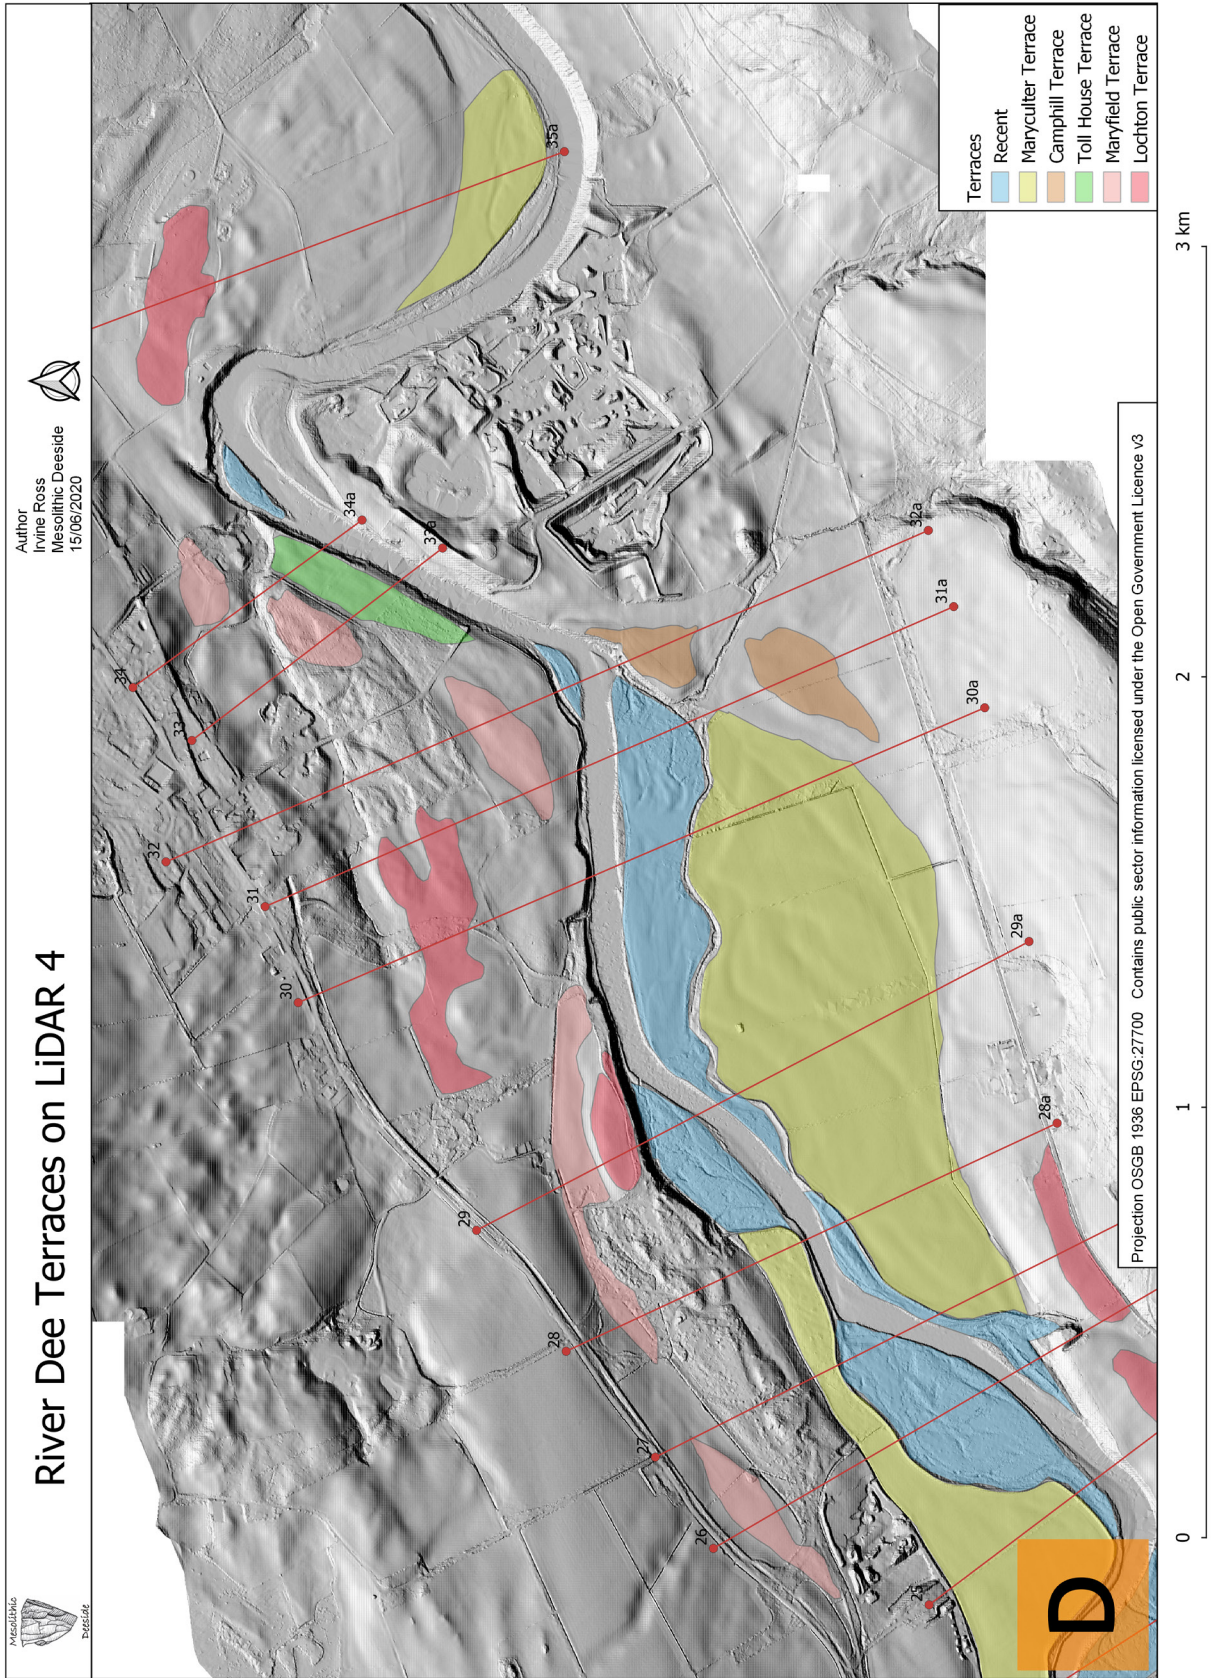 River Dee Terraces on LiDAR 4
Mesolithic
Deeside
Author
Irvine Ross
Mesolithic Deeside
15/06/2020
34
33
32
31
30
29
28
27
26
25
35a
34a
33a
32a
31a
30a
29a
28a
Terraces
Recent
Maryculter Terrace
Camphill Terrace
Toll House Terrace
Maryfield Terrace
Lochton Terrace
D
Projection OSGB 1936 EPSG:27700 Contains public sector information licensed under the Open Government Licence v3
0
1
2
3 km